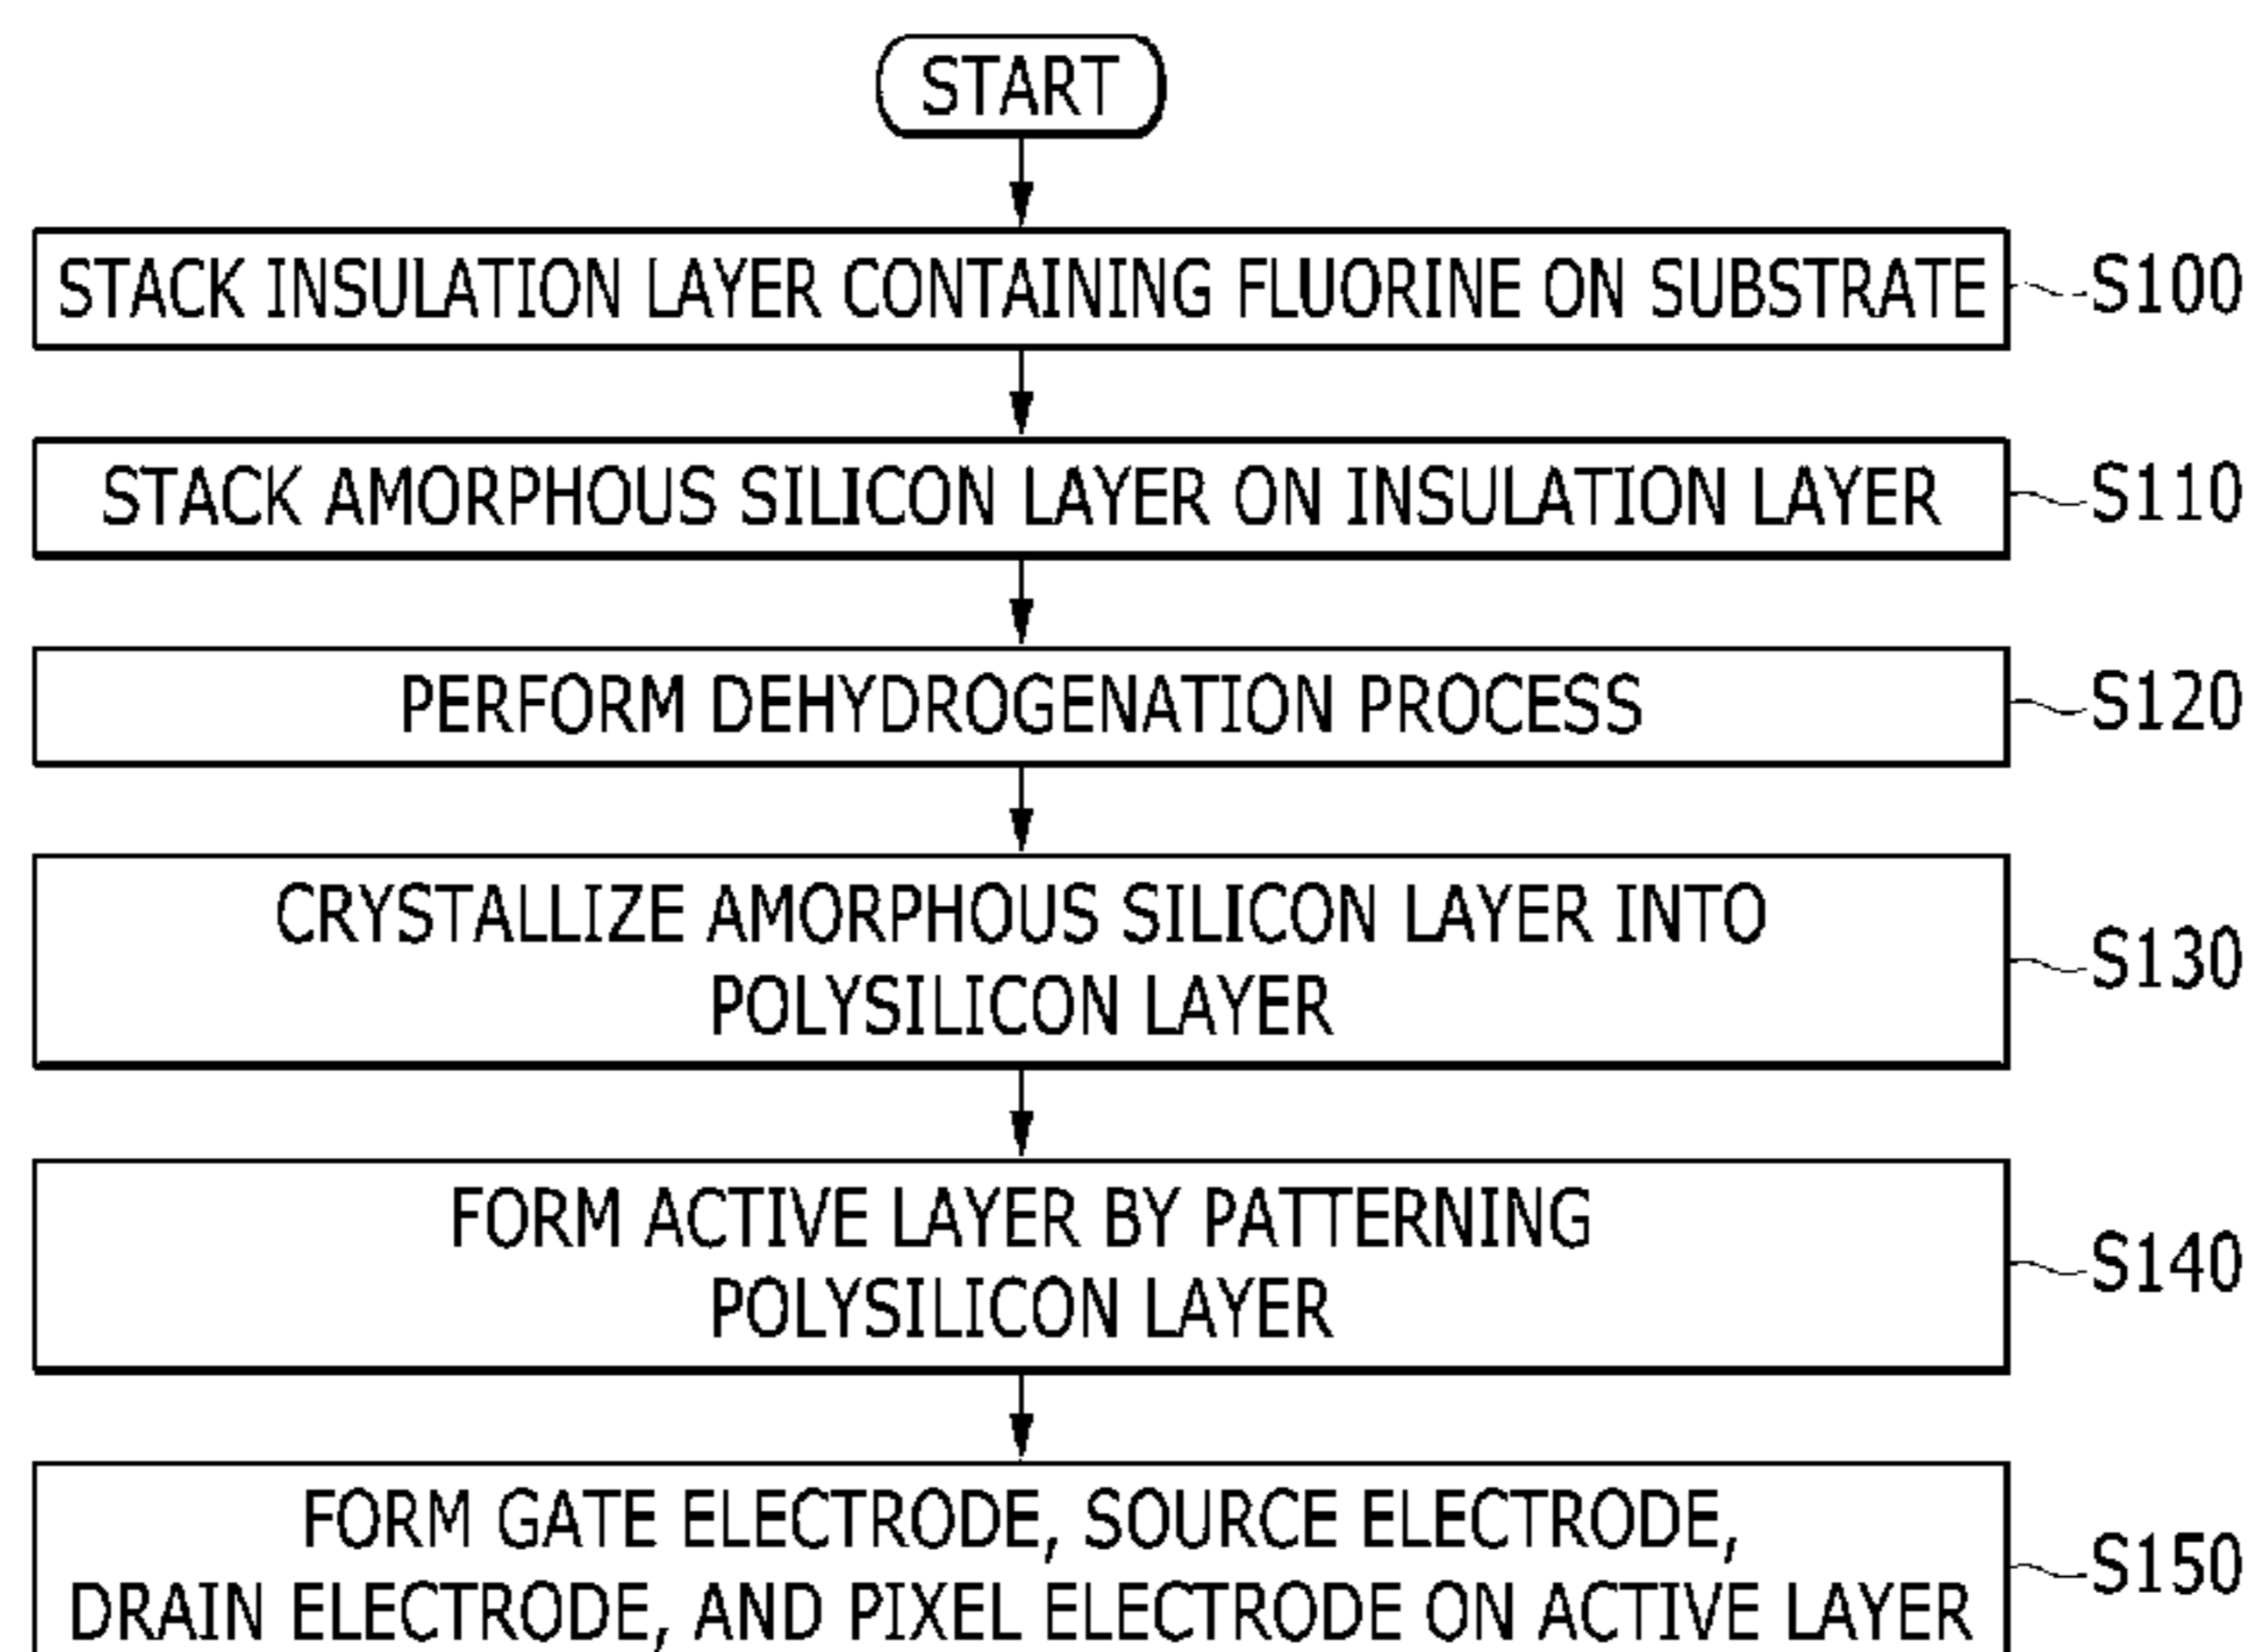 START
STACK INSULATION LAYER CONTAINING FLUORINE ON SUBSTRATE
S100
STACK AMORPHOUS SILICON LAYER ON INSULATION LAYER
S110
PERFORM DEHYDROGENATION PROCESS
S120
CRYSTALLIZE AMORPHOUS SILICON LAYER INTO
POLYSILICON LAYER
S130
FORM ACTIVE LAYER BY PATTERNING
POLYSILICON LAYER
S140
FORM GATE ELECTRODE, SOURCE ELECTRODE,
DRAIN ELECTRODE, AND PIXEL ELECTRODE ON ACTIVE LAYER
S150